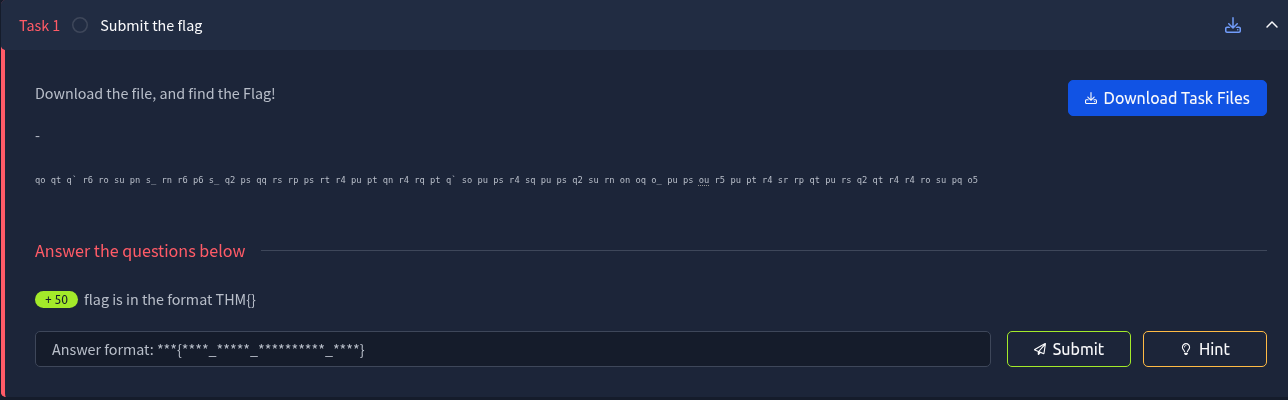 Task 1 Submit the flag
Download the file, and find the Flag!
Download Task Files
-
qo qt q` r6 ro su pn s_ rn r6 p6 s_ q2 ps qq rs rp ps rt r4 pu pt qn r4 rq pt q` so pu ps r4 sq pu ps q2 su rn on oq o_ pu ps ou r5 pu pt r4 sr rp qt pu rs q2 qt r4 r4 ro su pq o5
Answer the questions below
+ 50 flag is in the format THM{}
Answer format: ***{****_*****_**********_****}
Submit
Hint